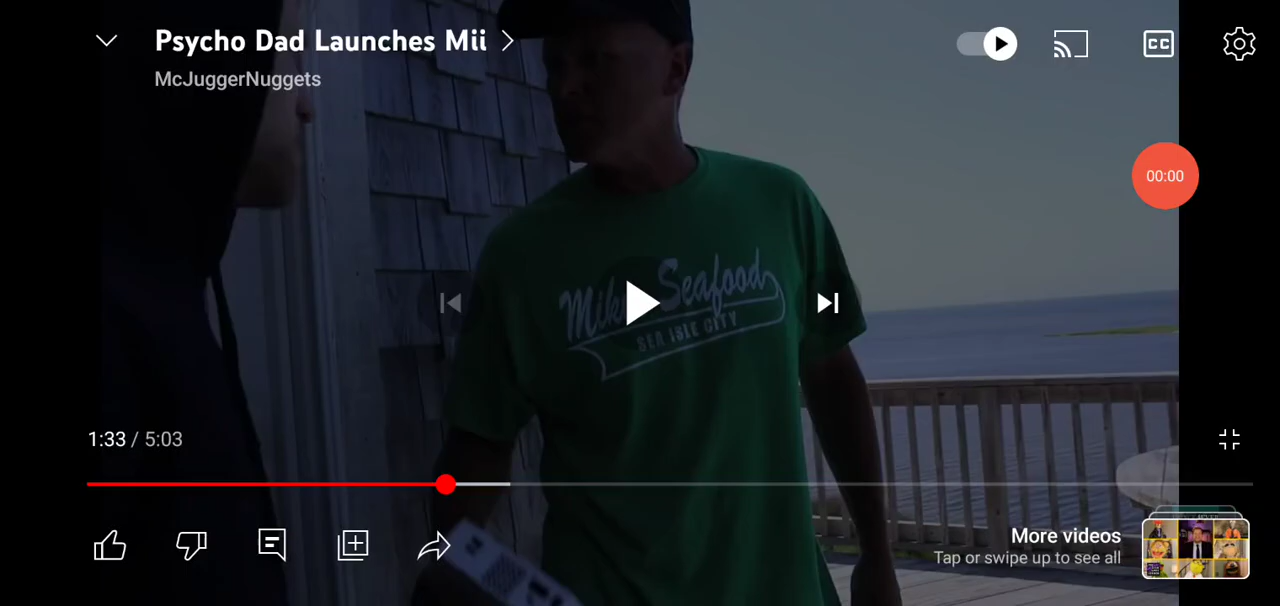 Psycho Dad Launches Mii
McJuggerNuggets
CC
00:00
Mike's Seafood
SEA ISLE CITY
1:33 / 5:03
More videos
Tap or swipe up to see all